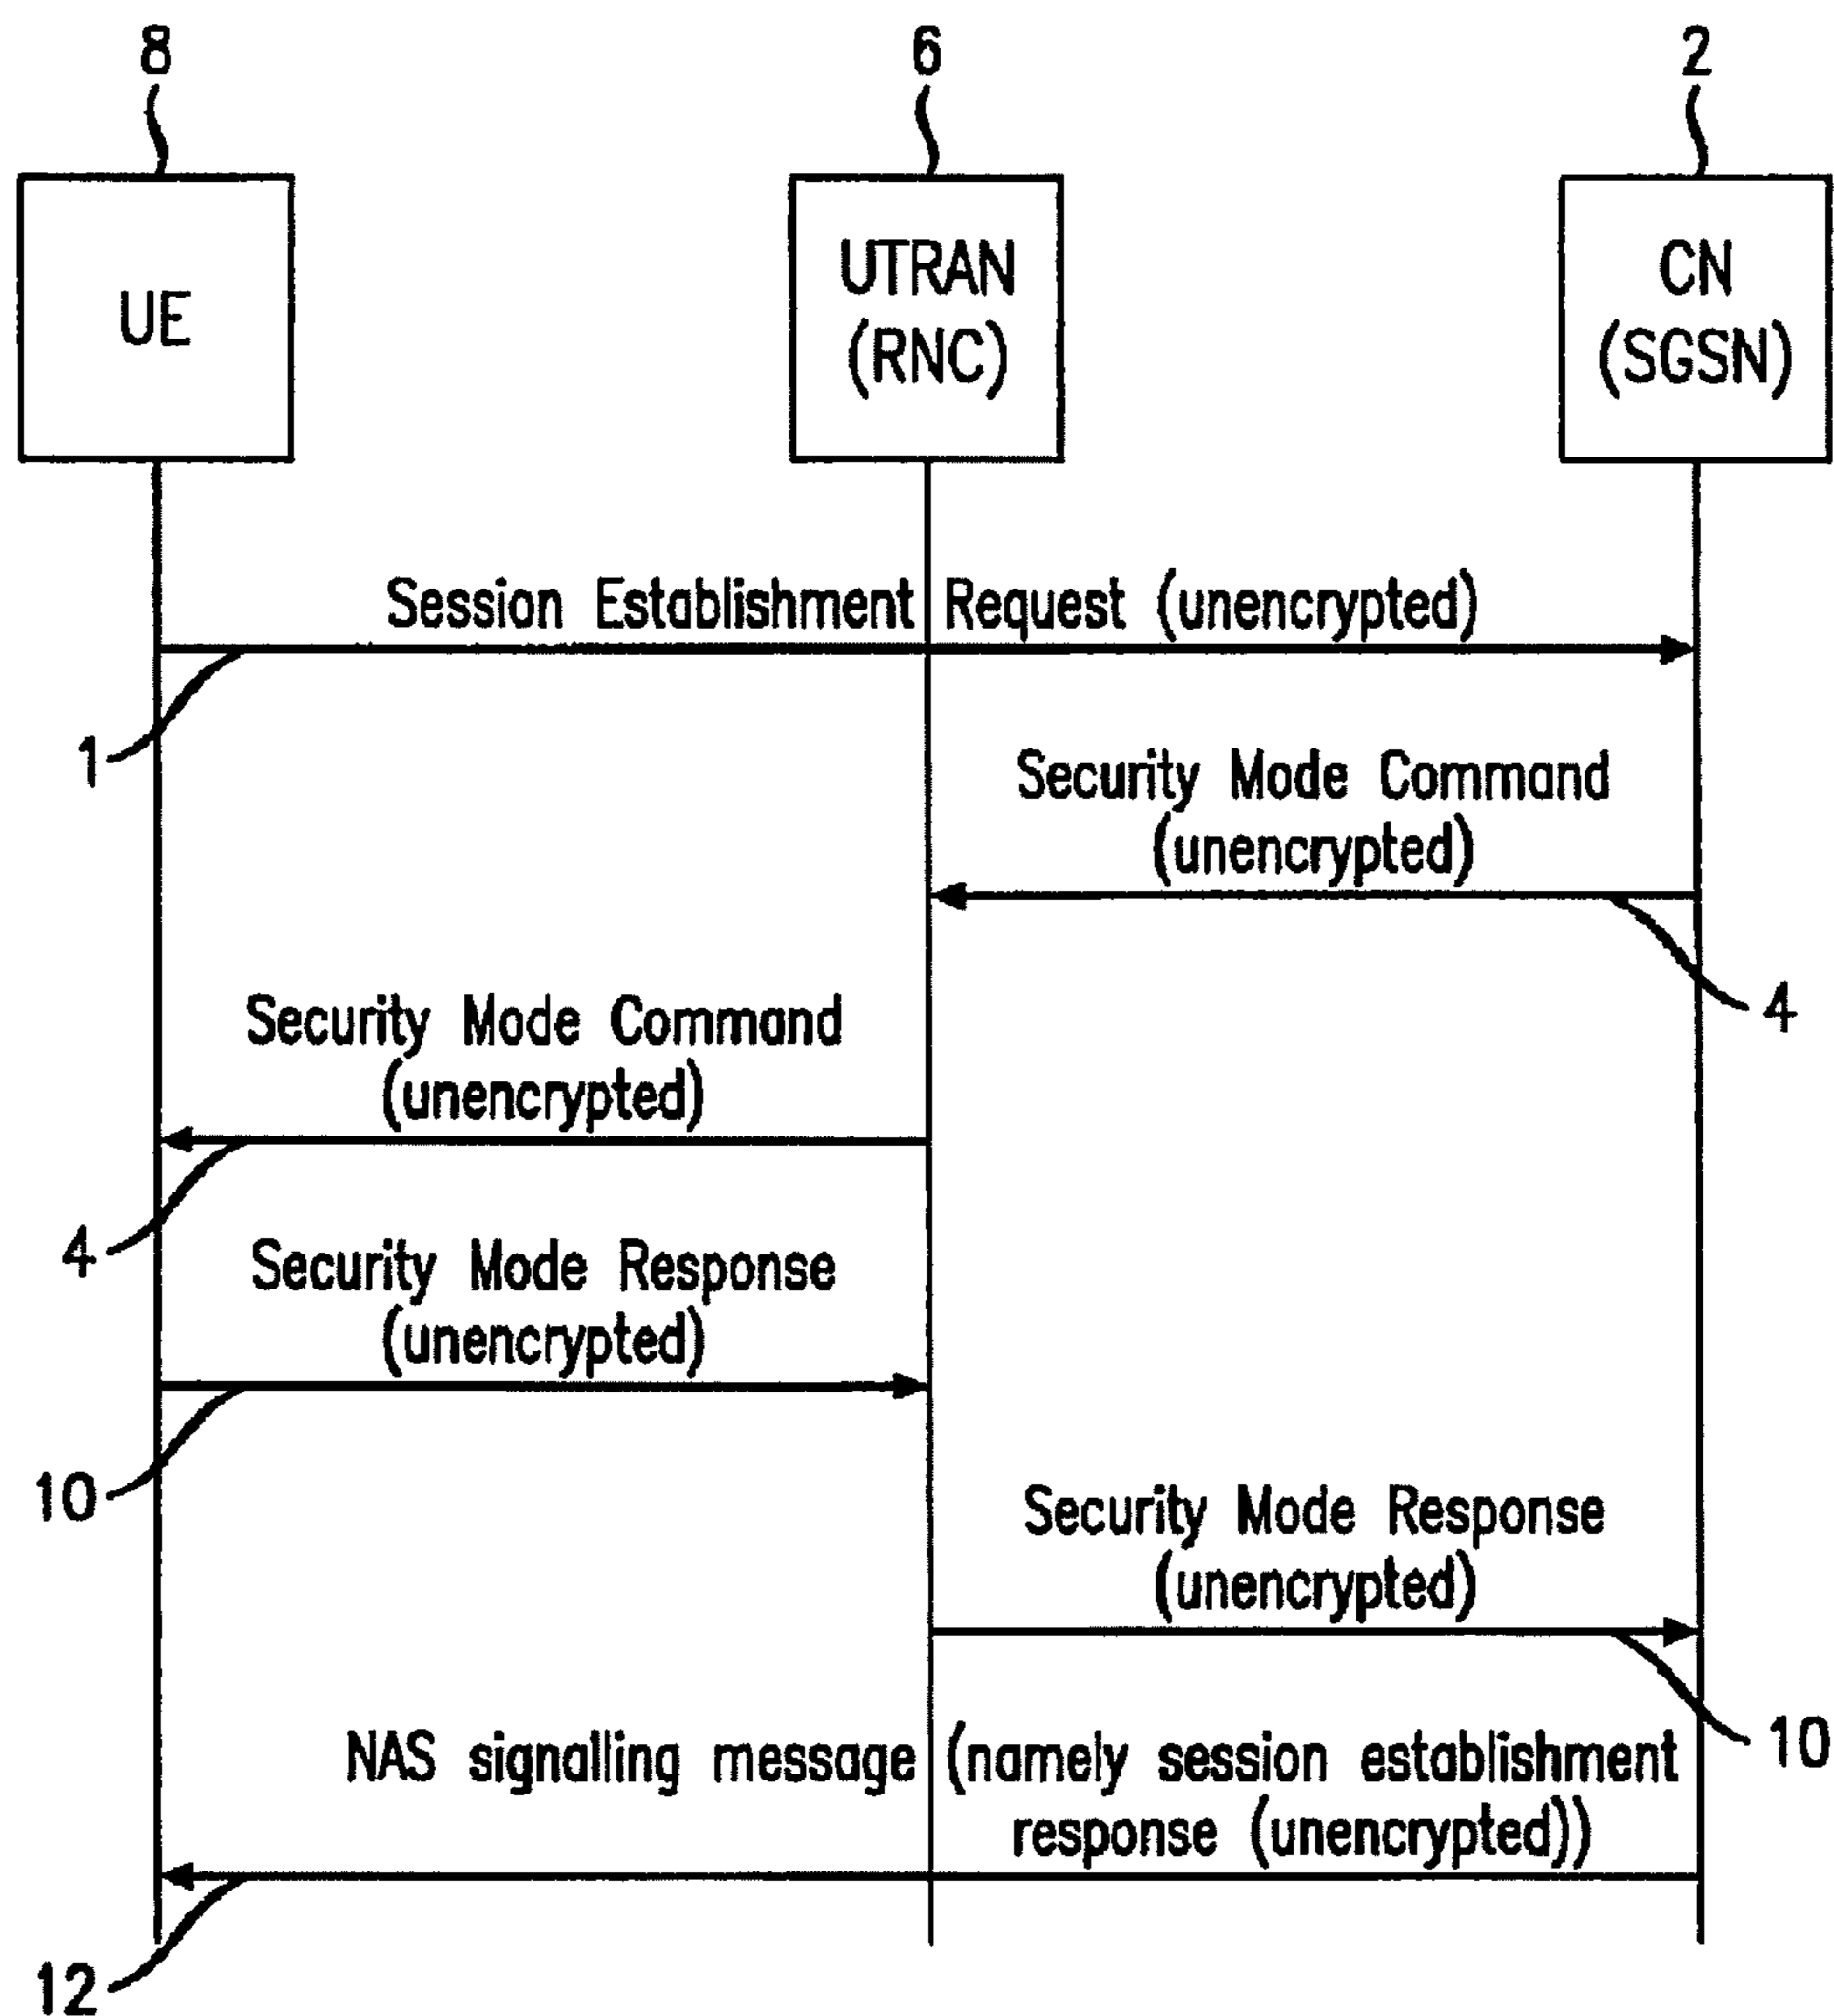 8
6
2
UE
UTRAN
(RNC)
CN
(SGSN)
Session Establishment Request (unencrypted)
1
Security Mode Command
(unencrypted)
4
Security Mode Command
(unencrypted)
4
Security Mode Response
(unencrypted)
10
Security Mode Response
(unencrypted)
10
NAS signalling message (namely session establishment
response (unencrypted))
12